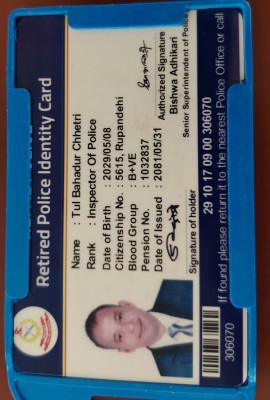 Retired Police Identity Card
Name : Tul Bahadur Chhetri
Rank : Inspector Of Police
Date of Birth : 2029/05/08
Citizenship No. : 5615, Rupandehi
Blood Group : B+VE
Pension No. : 1032837
Date of Issued : 2081/05/31
Signature of holder
Authorized Signature
Bishwa Adhikari
Senior Superintendent of Police
29 10 17 09 00 306070
If found please return it to the nearest Police Office or call
306070